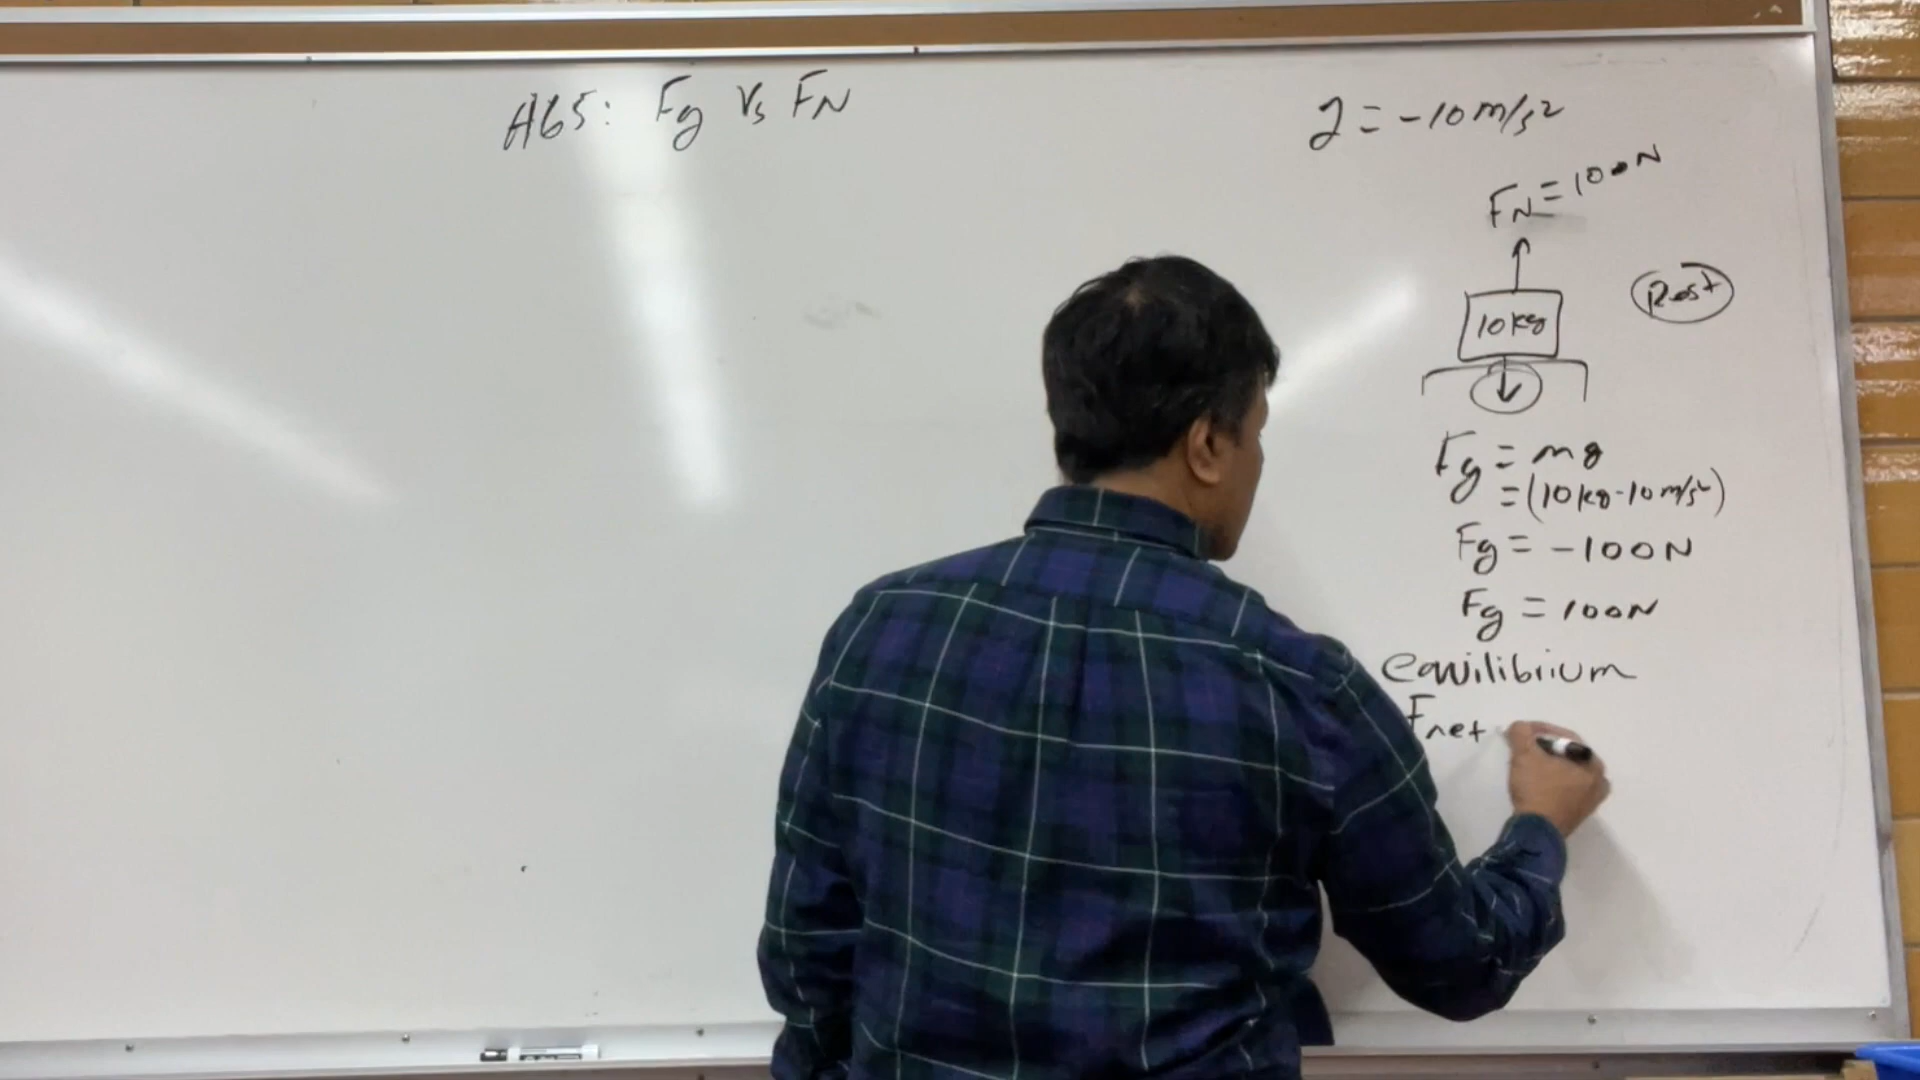 A65: Fg Vs FN
g = -10 m/s²
FN = 100N
10kg
Rest
Fg = mg
= (10kg · 10 m/s²)
Fg = -100N
Fg = 100N
equilibrium
Fnet